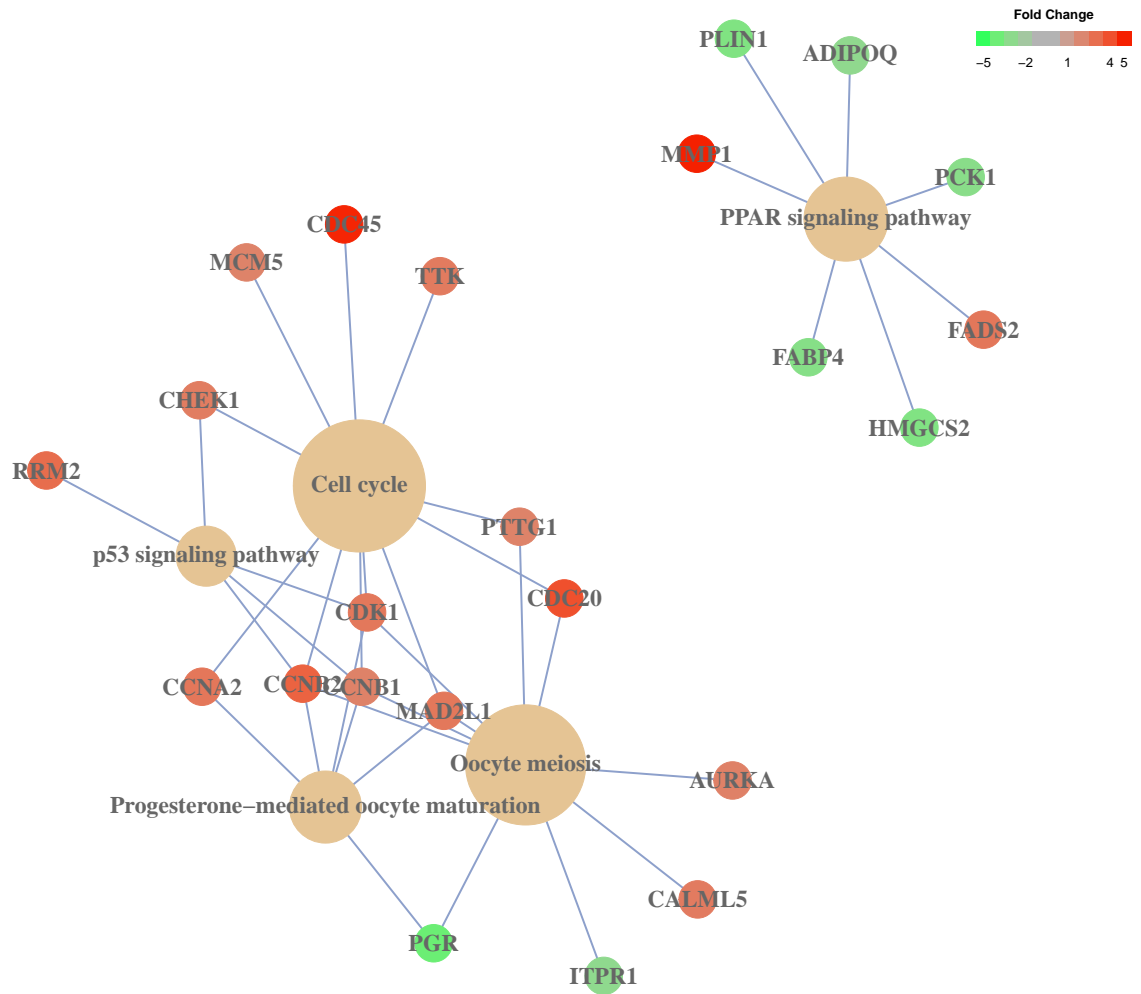 Fold Change
−5 −2 1 4 5
PLIN1
ADIPOQ
MMP1
PCK1
PPAR signaling pathway
FADS2
FABP4
HMGCS2
CDC45
MCM5
TTK
CHEK1
RRM2
Cell cycle
PTTG1
p53 signaling pathway
CDC20
CDK1
CCNA2
CCNB2
CCNB1
MAD2L1
Oocyte meiosis
AURKA
Progesterone−mediated oocyte maturation
CALML5
PGR
ITPR1